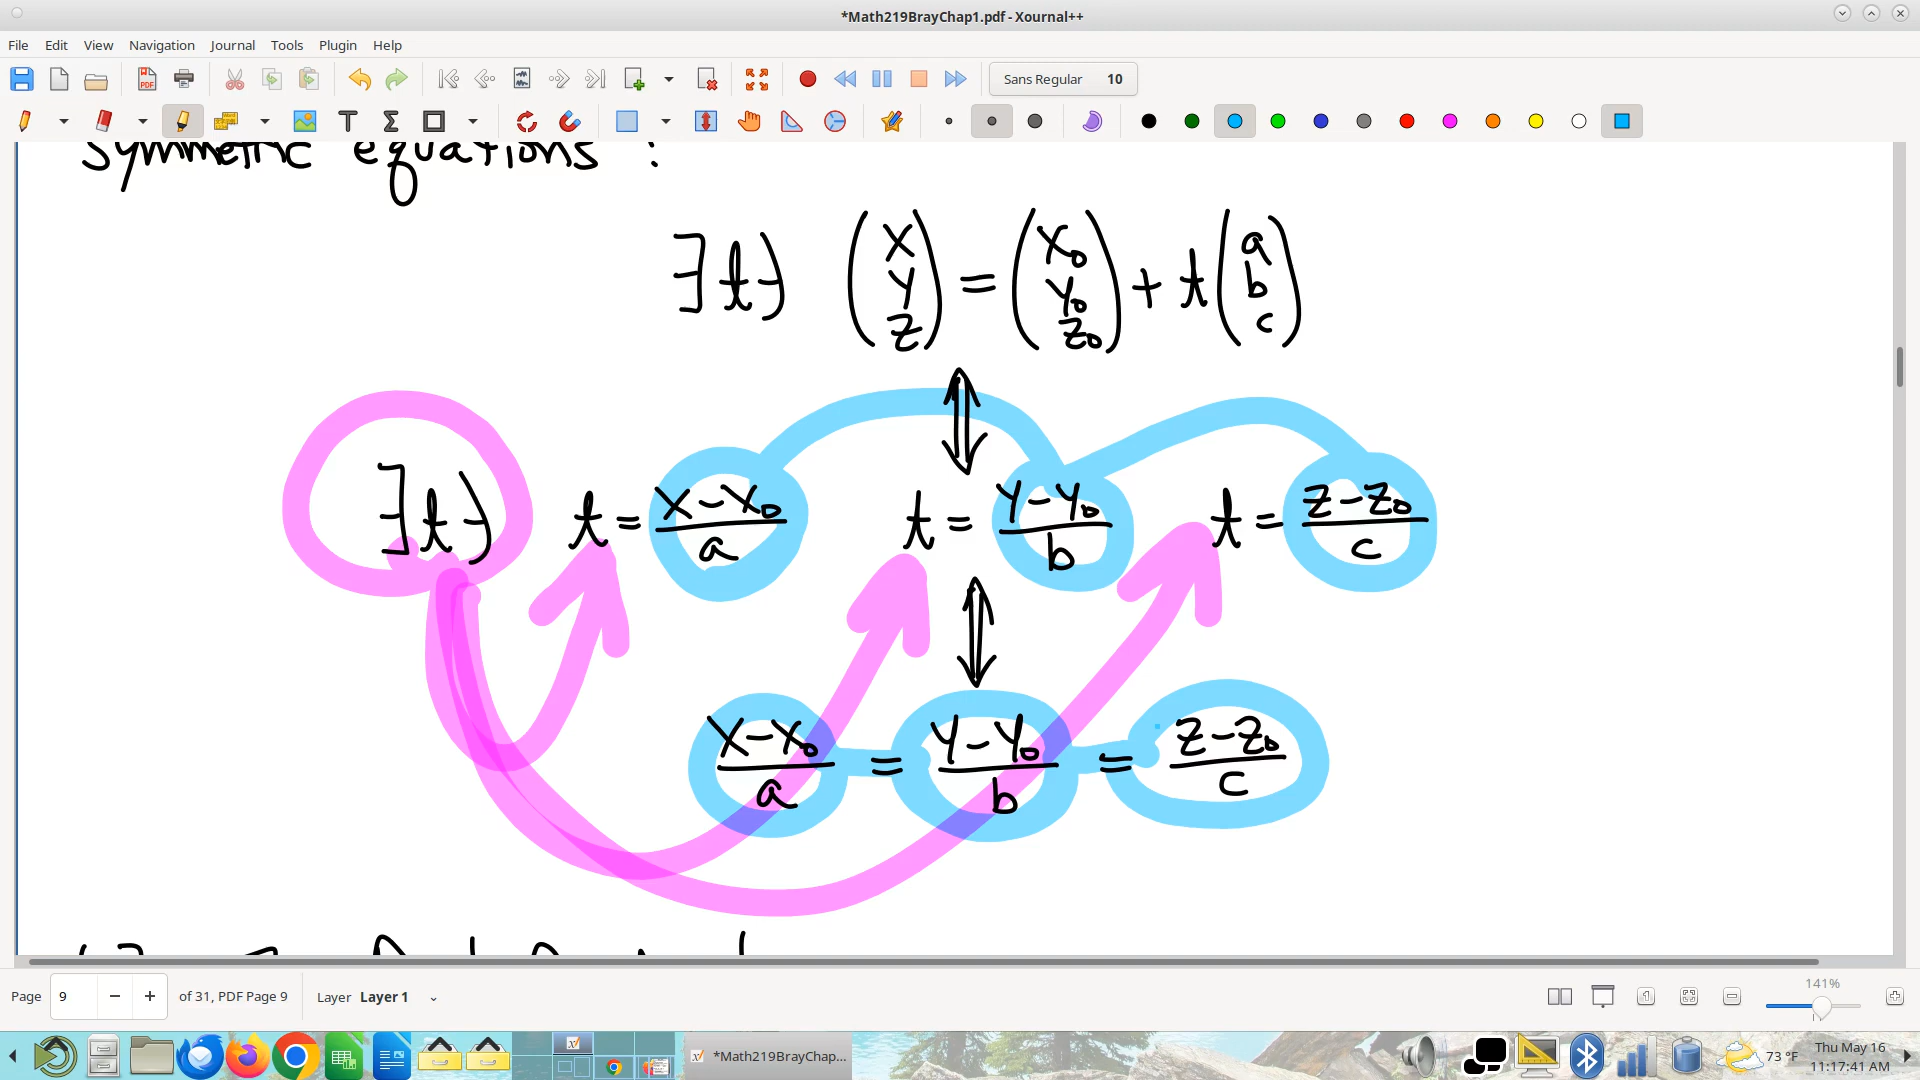 *Math219BrayChap1.pdf - Xournal++
File Edit View Navigation Journal Tools Plugin Help
Sans Regular 10
symmetric equations :
∃ t ∋ (x y z) = (x₀ y₀ z₀) + t (a b c)
∃ t ∋ t = (x − x₀)/a t = (y − y₀)/b t = (z − z₀)/c
(x − x₀)/a = (y − y₀)/b = (z − z₀)/c
Page 9 of 31, PDF Page 9 Layer Layer 1 141%
*Math219BrayChap... 73 °F Thu May 16
11:17:41 AM